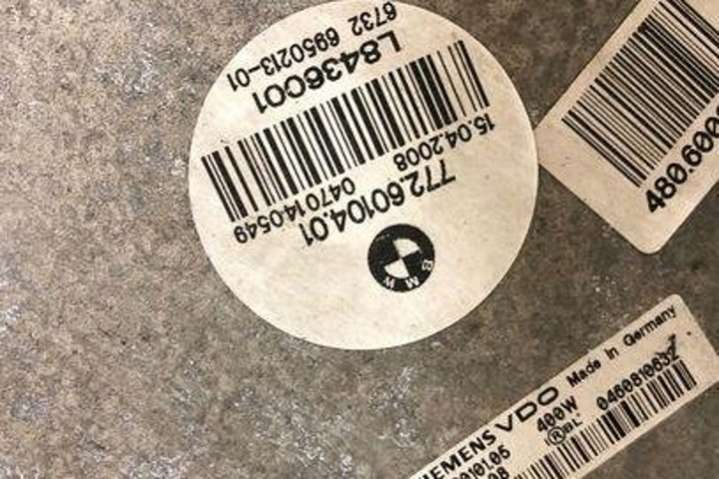 BMW
772.60104.01
0470140549
15.04.2008
L8436C01
6732 6950213-01
480.600
SIEMENS VDO Made in Germany
400W 0460810632